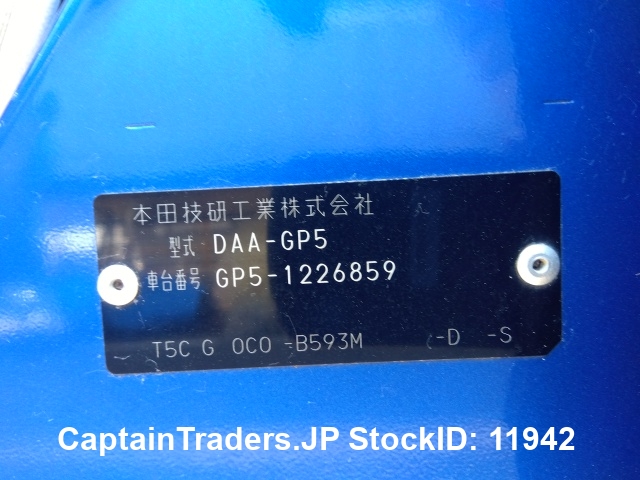 本田技研工業株式会社
型式 DAA-GP5
車台番号 GP5-1226859
T5C G 0C0 -B593M -D -S
CaptainTraders.JP StockID: 11942